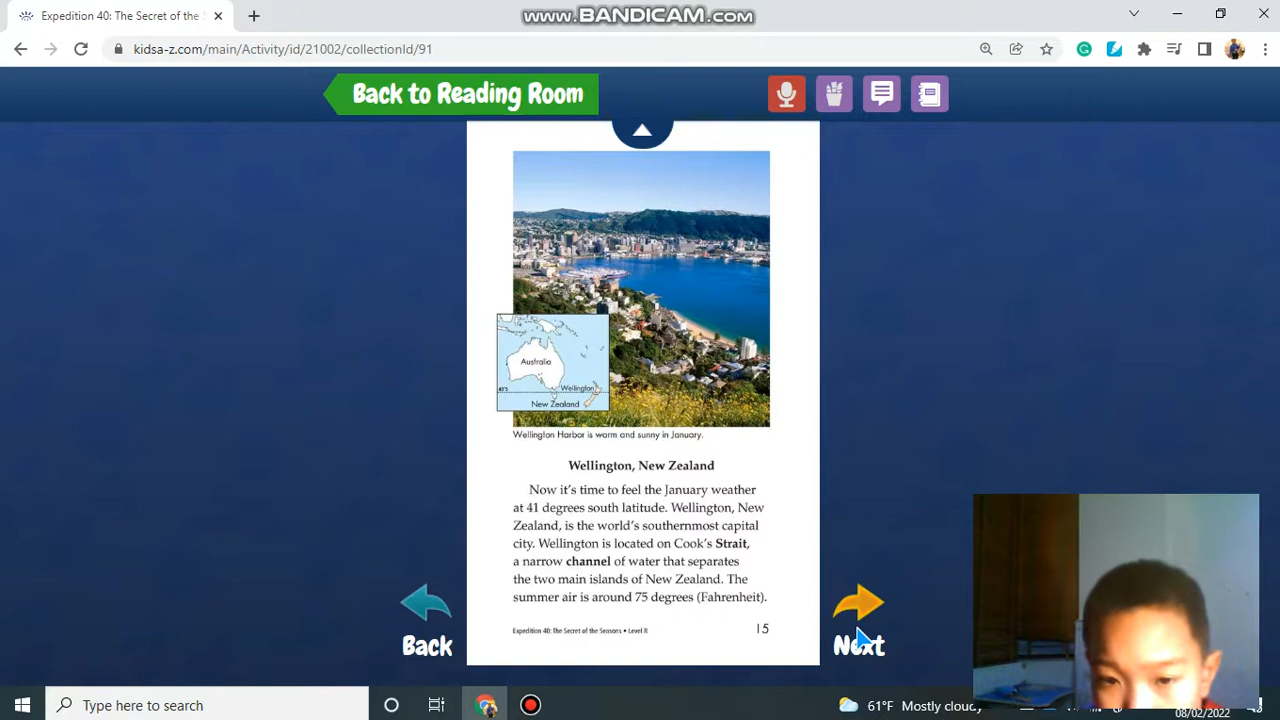 WWW.BANDICAM.COM
Expedition 40: The Secret of the S
kidsa-z.com/main/Activity/id/21002/collectionId/91
Back to Reading Room
Australia
41°S
Wellington
New Zealand
Wellington Harbor is warm and sunny in January.
Wellington, New Zealand
Now it's time to feel the January weather
at 41 degrees south latitude. Wellington, New
Zealand, is the world's southernmost capital
city. Wellington is located on Cook's Strait,
a narrow channel of water that separates
the two main islands of New Zealand. The
summer air is around 75 degrees (Fahrenheit).
Expedition 40: The Secret of the Seasons • Level R
15
Back
Next
Type here to search
61°F Mostly cloudy
08/02/2022